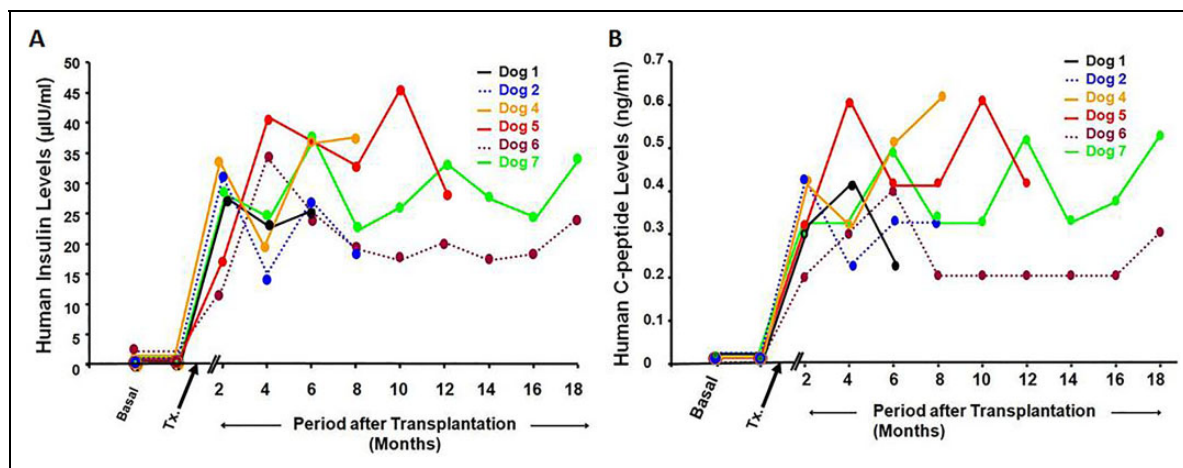 A
Human Insulin Levels (µIU/ml)
50
45
40
35
30
25
20
15
10
5
0
Dog 1
Dog 2
Dog 4
Dog 5
Dog 6
Dog 7
Basal
Tx.
2 4 6 8 10 12 14 16 18
Period after Transplantation
(Months)
B
Human C-peptide Levels (ng/ml)
0.7
0.6
0.5
0.4
0.3
0.2
0.1
0
Dog 1
Dog 2
Dog 4
Dog 5
Dog 6
Dog 7
Basal
Tx.
2 4 6 8 10 12 14 16 18
Period after Transplantation
(Months)